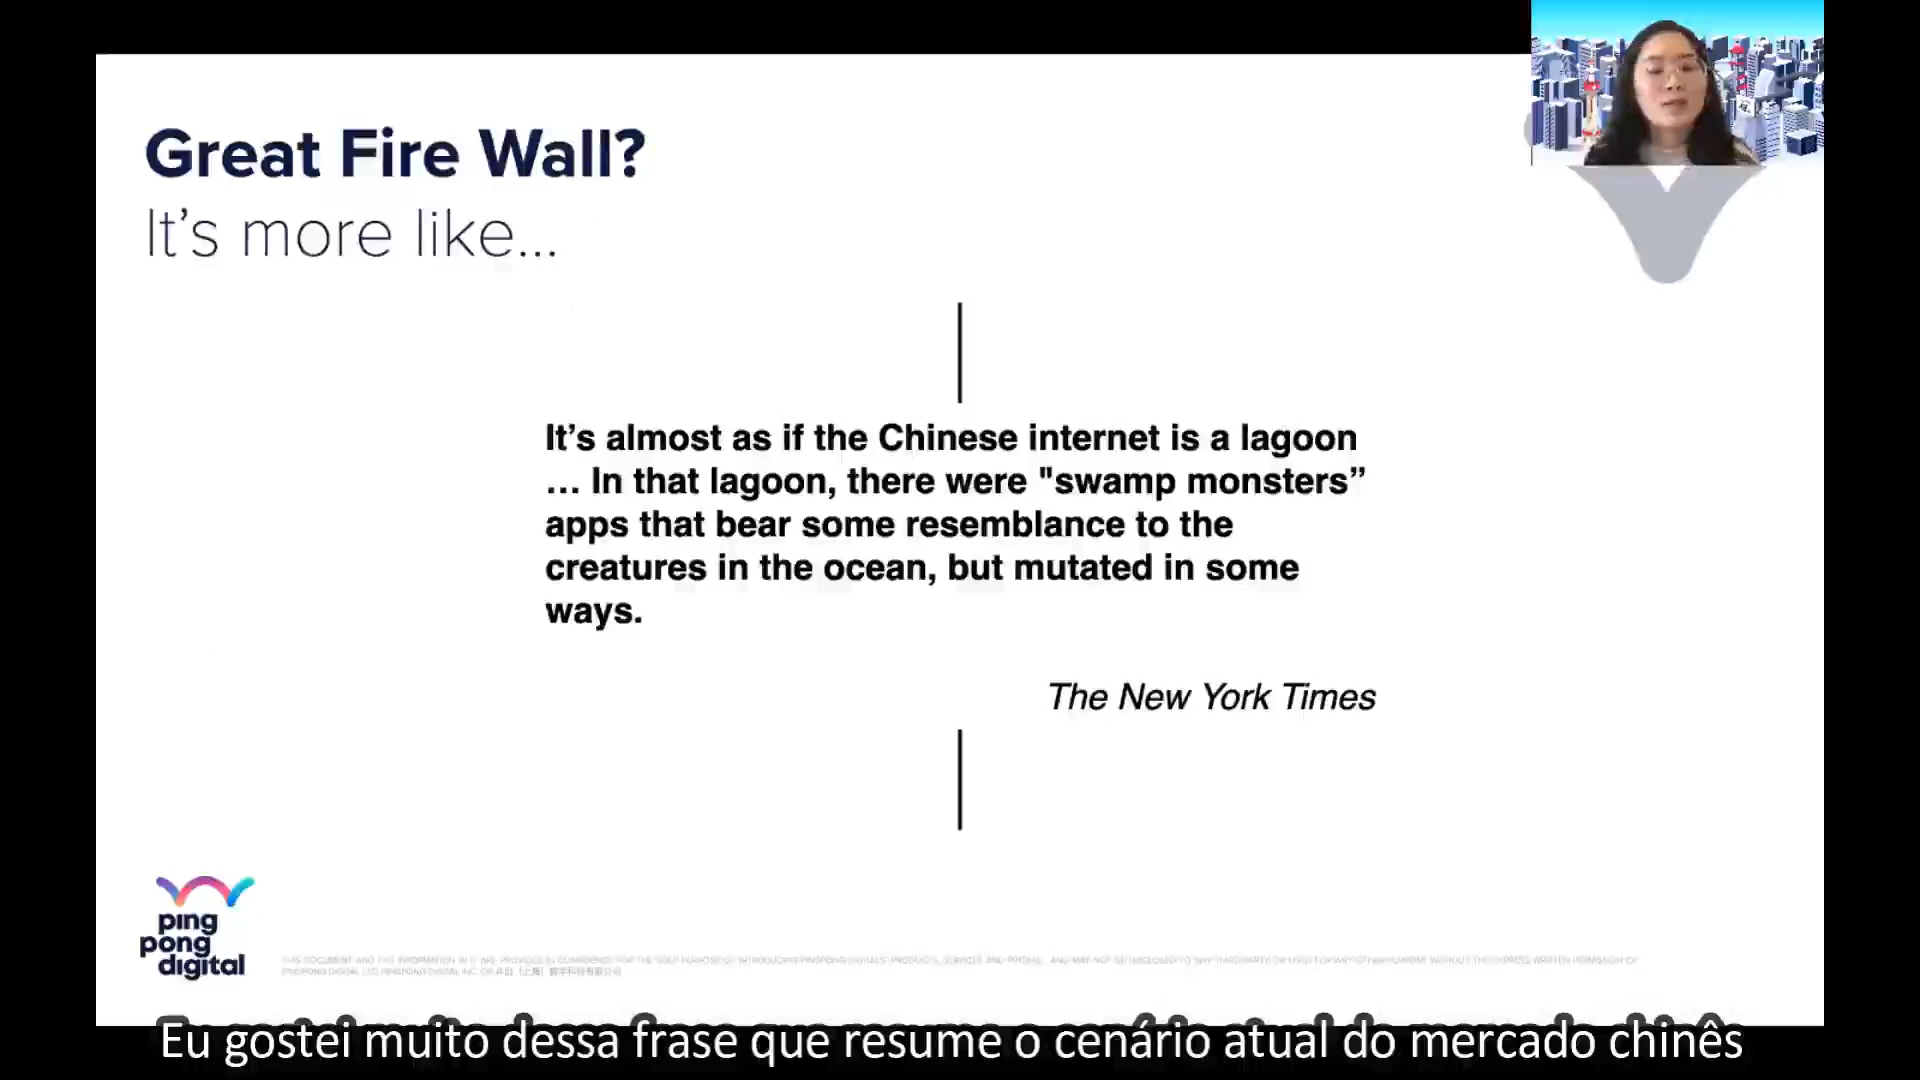 Great Fire Wall?
It's more like...
It's almost as if the Chinese internet is a lagoon
... In that lagoon, there were "swamp monsters”
apps that bear some resemblance to the
creatures in the ocean, but mutated in some
ways.
The New York Times
ping
pong
digital
Eu gostei muito dessa frase que resume o cenário atual do mercado chinês